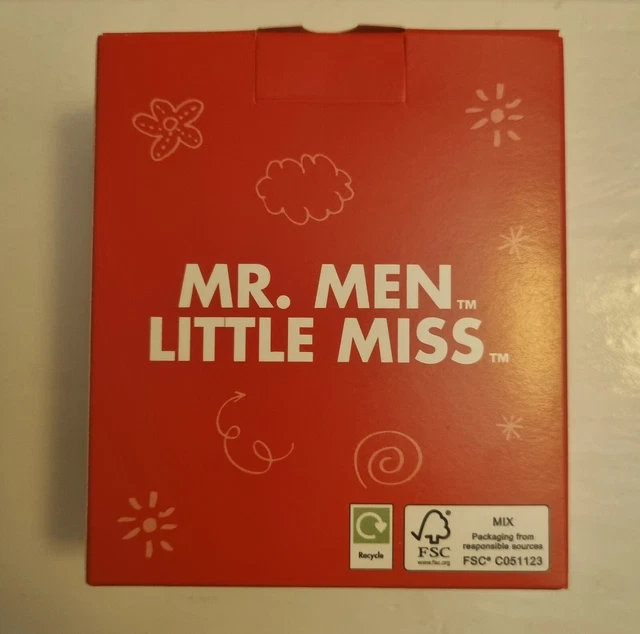 MR. MEN™
LITTLE MISS™
Recycle
FSC
www.fsc.org
MIX
Packaging from
responsible sources
FSC® C051123